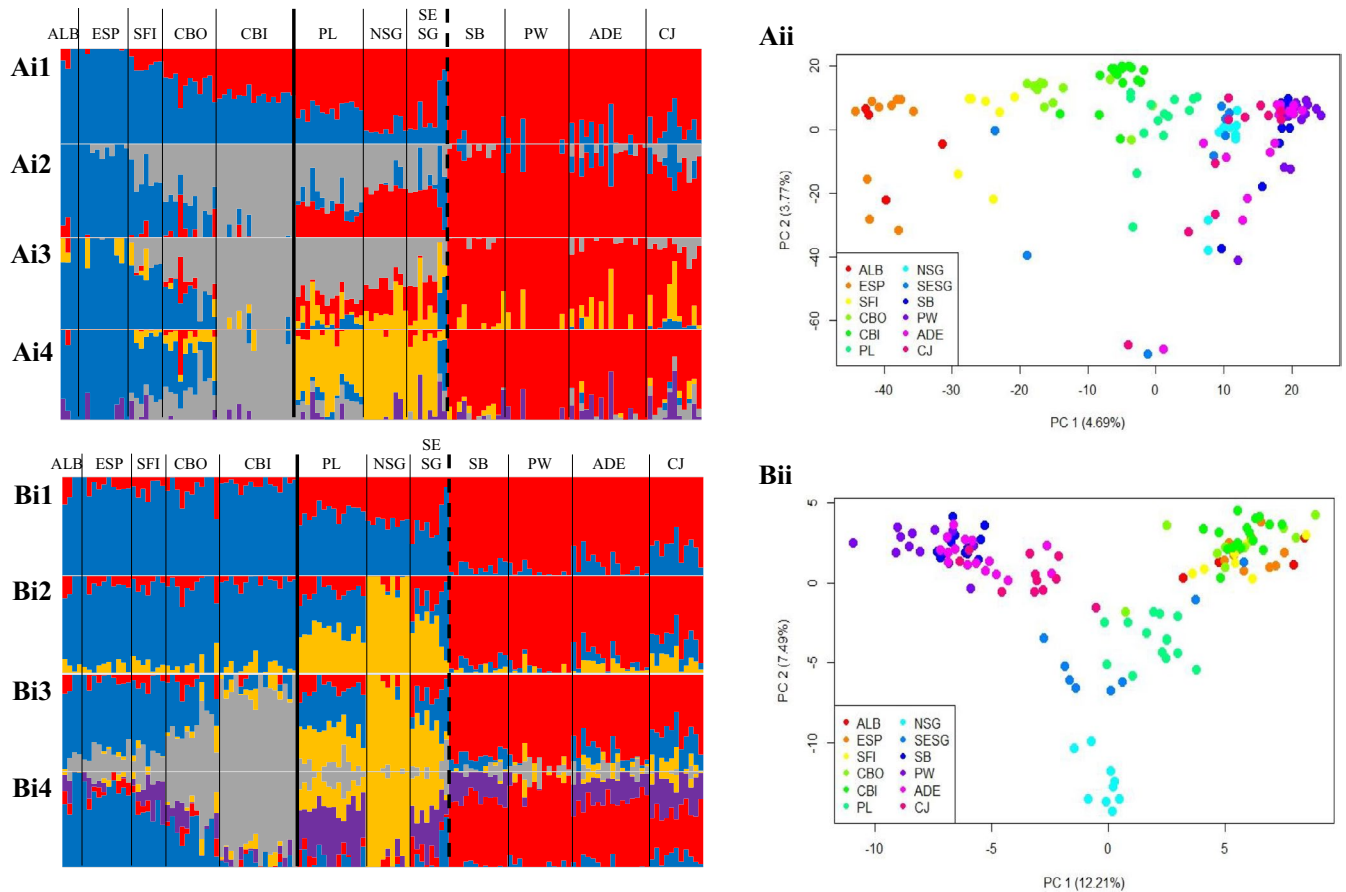 SE
ALB ESP SFI CBO CBI PL NSG SG SB PW ADE CJ
Ai1
Ai2
Ai3
Ai4
Aii
20
0
-20
-40
-60
PC 2 (3.77%)
ALB NSG
ESP SESG
SFI SB
CBO PW
CBI ADE
PL CJ
-40 -30 -20 -10 0 10 20
PC 1 (4.69%)
SE
ALB ESP SFI CBO CBI PL NSG SG SB PW ADE CJ
Bi1
Bi2
Bi3
Bi4
Bii
5
0
-5
-10
PC 2 (7.49%)
ALB NSG
ESP SESG
SFI SB
CBO PW
CBI ADE
PL CJ
-10 -5 0 5
PC 1 (12.21%)